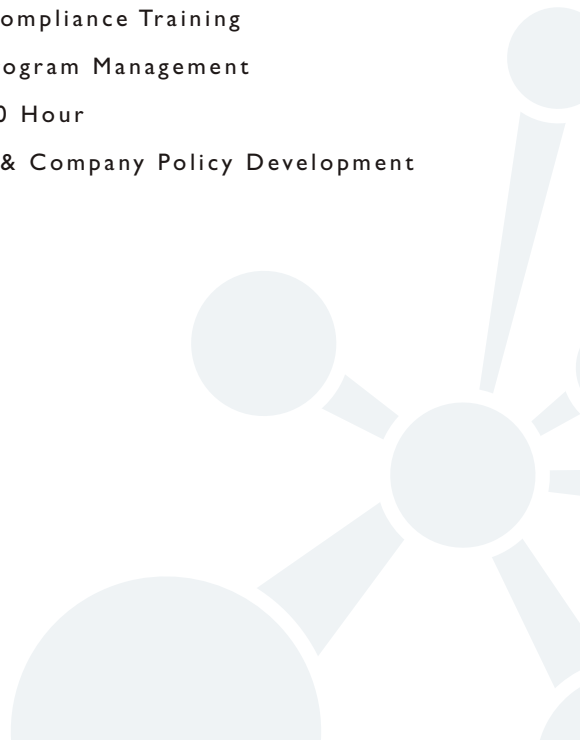 ompliance Training
ogram Management
0 Hour
& Company Policy Development